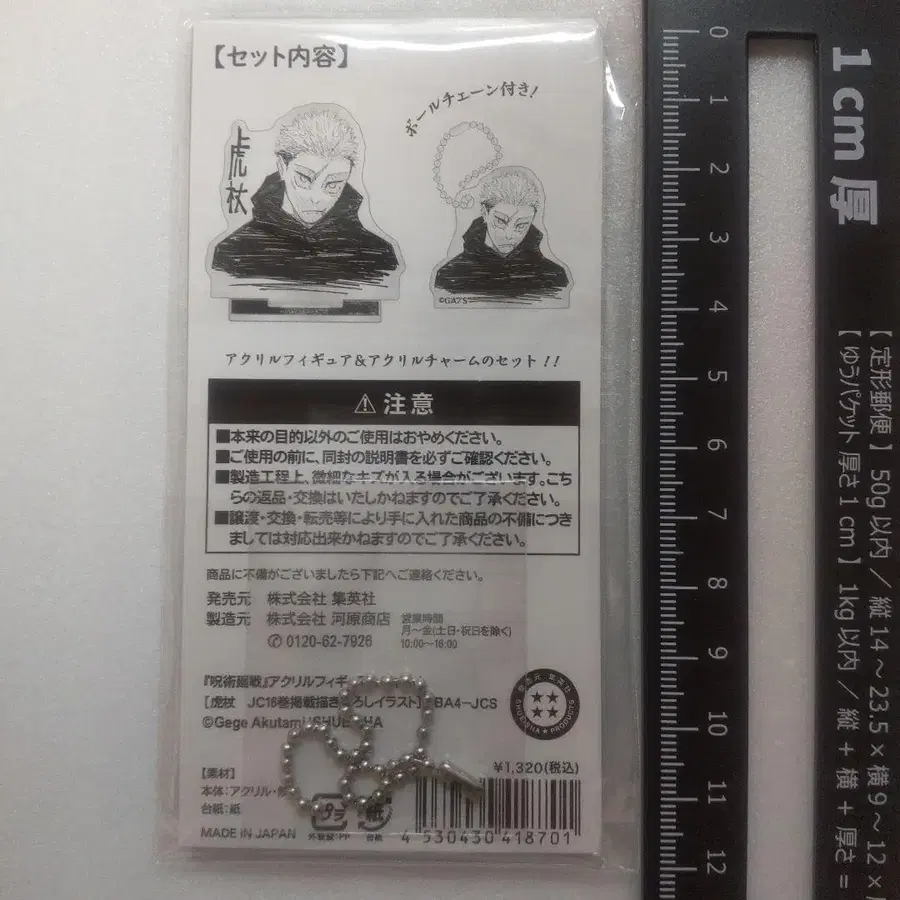 【セット内容】
ボールチェーン付き!
虎杖
©GA/S
アクリルフィギュア&アクリルチャームのセット!!
⚠注意
■本来の目的以外のご使用はおやめください。
■ご使用の前に、同封の説明書を必ずご確認ください。
■製造工程上、微細なキズが入る場合がございます。こち
らの返品・交換はいたしかねますのでご了承ください。
■譲渡・交換・転売等により手に入れた商品の不備につき
ましては対応出来かねますのでご了承ください。
商品に不備がございましたら下記へご連絡ください。
発売元 株式会社 集英社
製造元 株式会社 河原商店
営業時間
月～金(土日・祝日を除く)
10:00～16:00
✆0120-62-7926
『呪術廻戦』アクリルフィギ
[虎杖 JC16巻掲載描き ろしイラスト] BA4-JCS
©Gege Akutami/SHUE HA
発売元 集英社
SHUEISHA PRODUCTS
¥1,320(税込)
【素材】
本体:アクリル・
台紙:紙
MADE IN JAPAN
プラ
外装袋:PP
紙
台紙
4 530430 418701
0
1
2
3
4
5
6
7
8
9
10
11
12
1cm厚
【定形郵便】 50g以内 / 縦14～23.5×横9～12×
【ゆうパケット 厚さ1cm】 1kg以内 / 縦+横+厚さ=